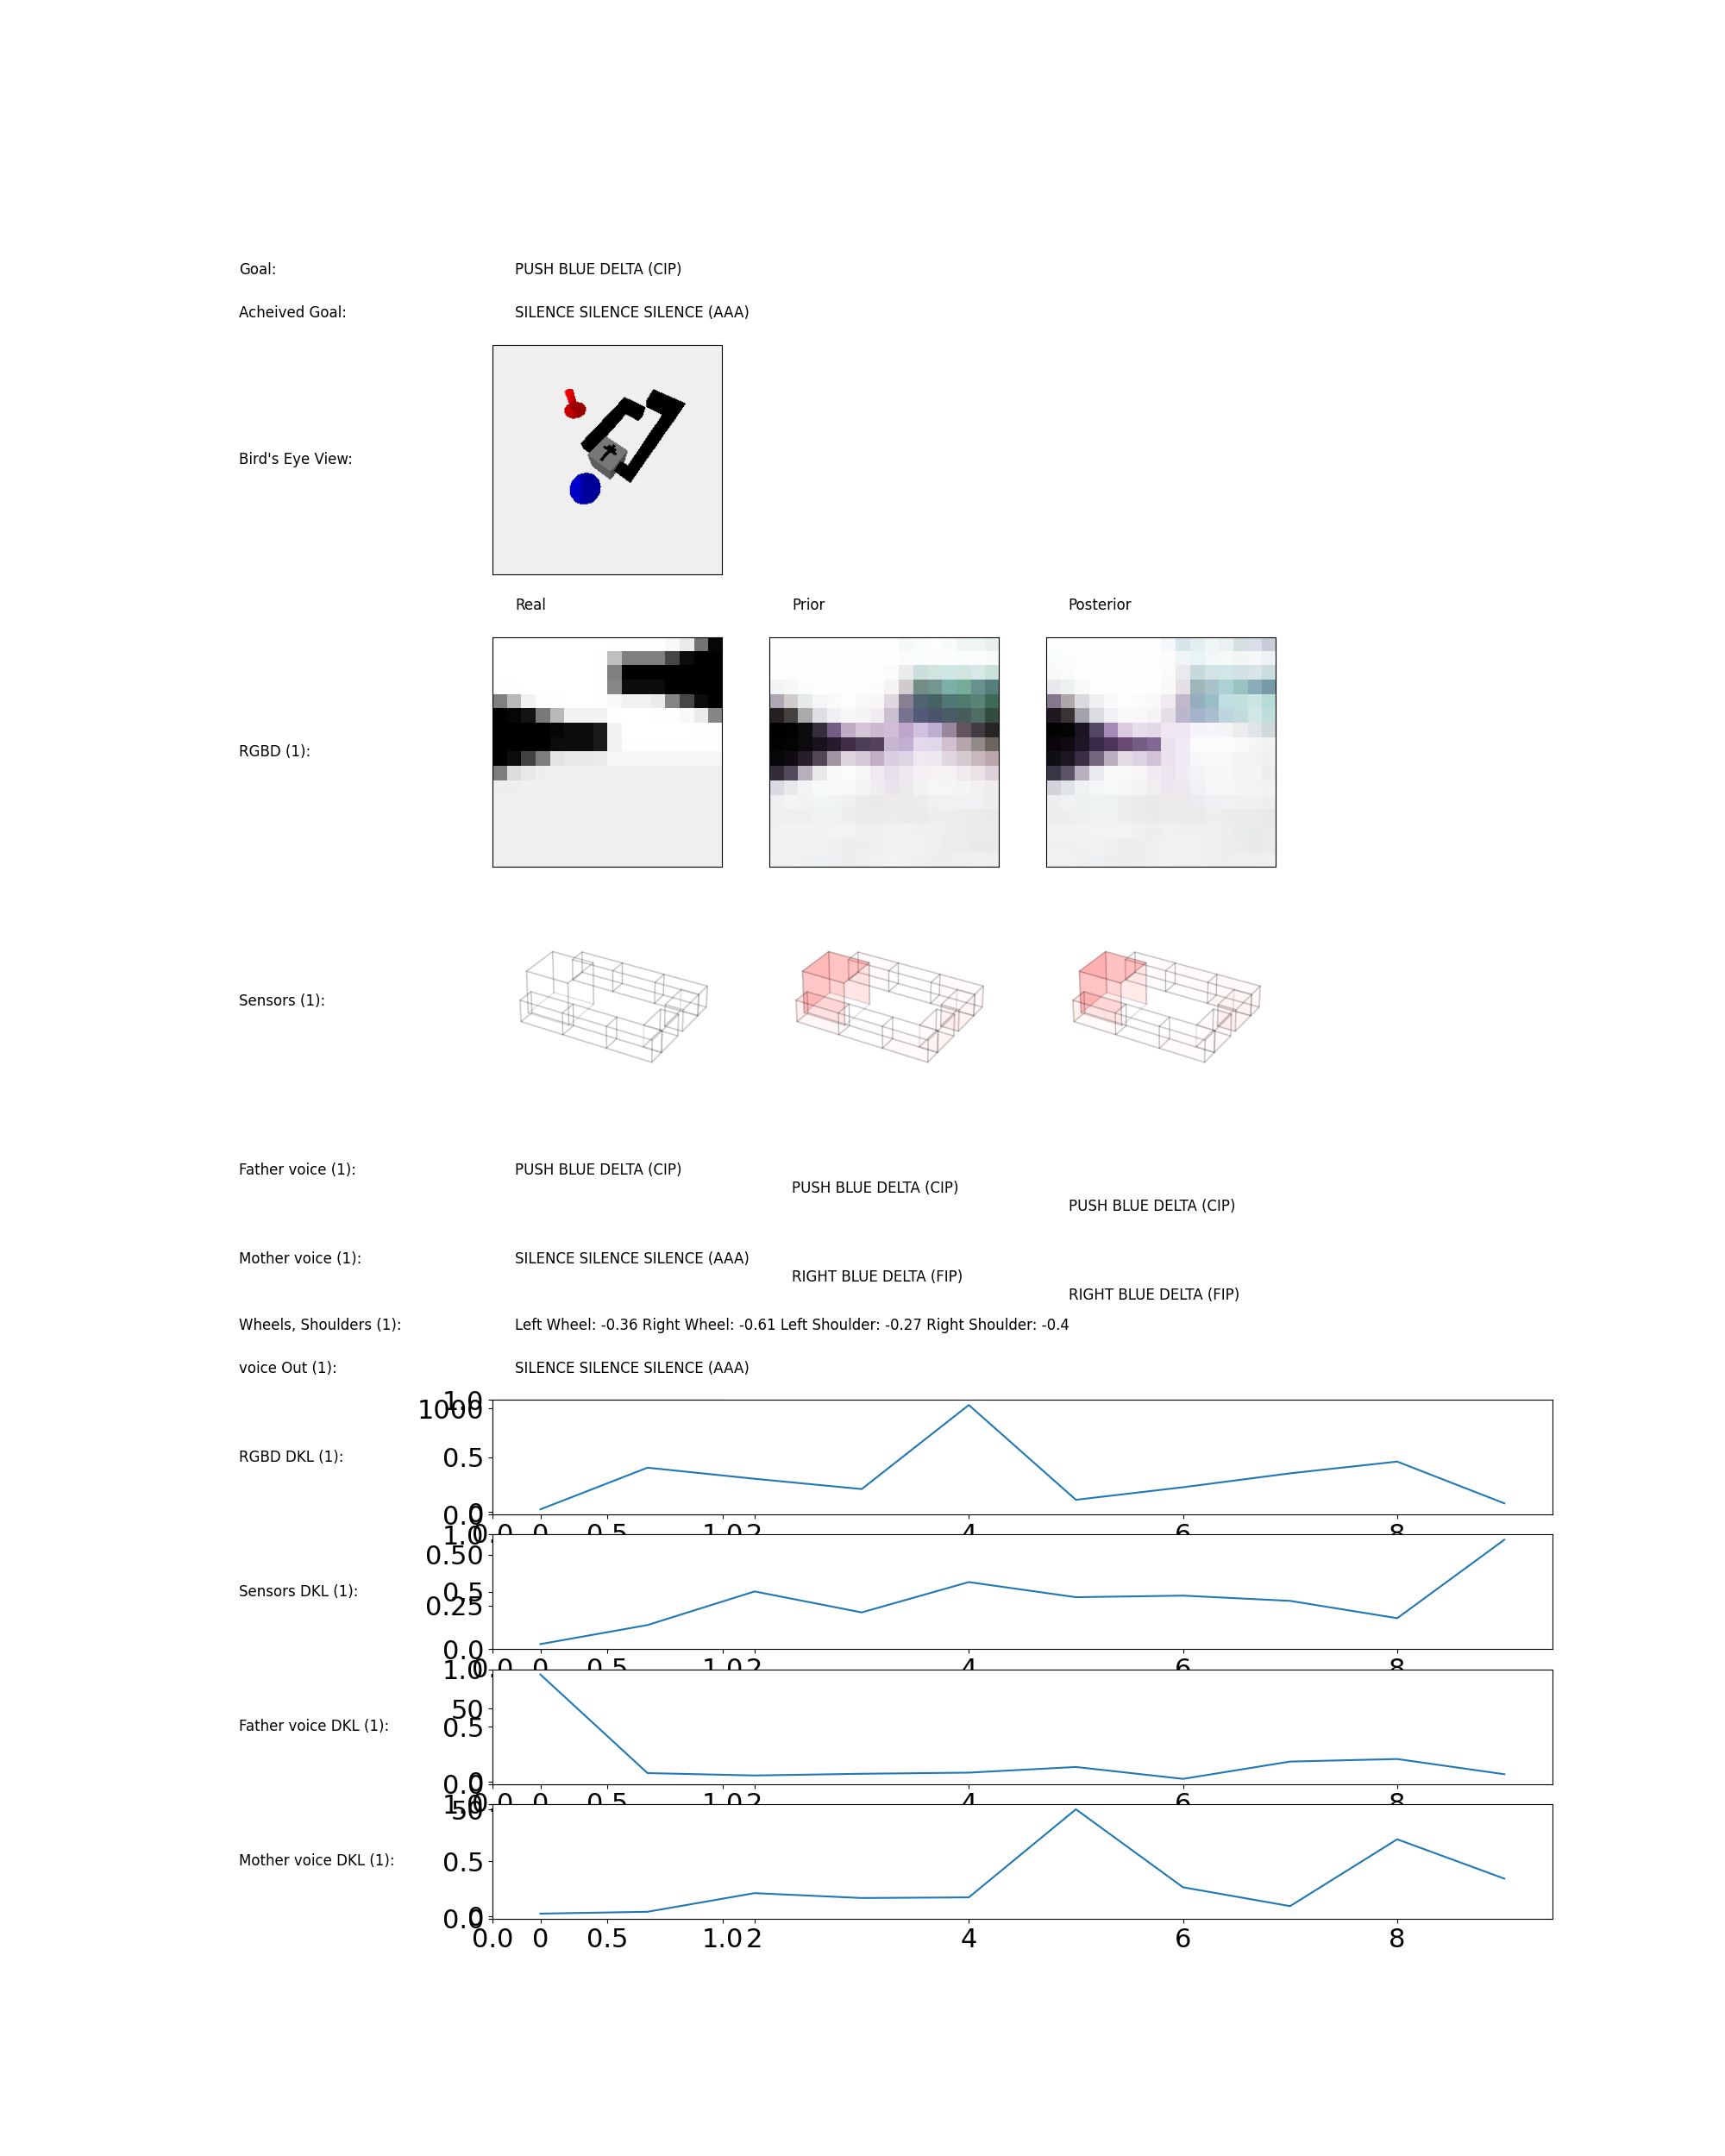 Goal: PUSH BLUE DELTA (CIP)
Acheived Goal: SILENCE SILENCE SILENCE (AAA)
Bird's Eye View:
Real Prior Posterior
RGBD (1):
Sensors (1):
Father voice (1): PUSH BLUE DELTA (CIP)
PUSH BLUE DELTA (CIP)
PUSH BLUE DELTA (CIP)
Mother voice (1): SILENCE SILENCE SILENCE (AAA)
RIGHT BLUE DELTA (FIP)
RIGHT BLUE DELTA (FIP)
Wheels, Shoulders (1): Left Wheel: -0.36 Right Wheel: -0.61 Left Shoulder: -0.27 Right Shoulder: -0.4
voice Out (1): SILENCE SILENCE SILENCE (AAA)
1.0
1000
RGBD DKL (1): 0.5
0.0 0
0.0 0 0.5 1.0 2 4 6 8
1.0
0.50
Sensors DKL (1): 0.5
0.25
0.0
0.0 0 0.5 1.0 2 4 6 8
1.0
50
Father voice DKL (1): 0.5
0.0 0
0.0 0 0.5 1.0 2 4 6 8
1.0 50
Mother voice DKL (1): 0.5
0.0 0
0.0 0 0.5 1.0 2 4 6 8